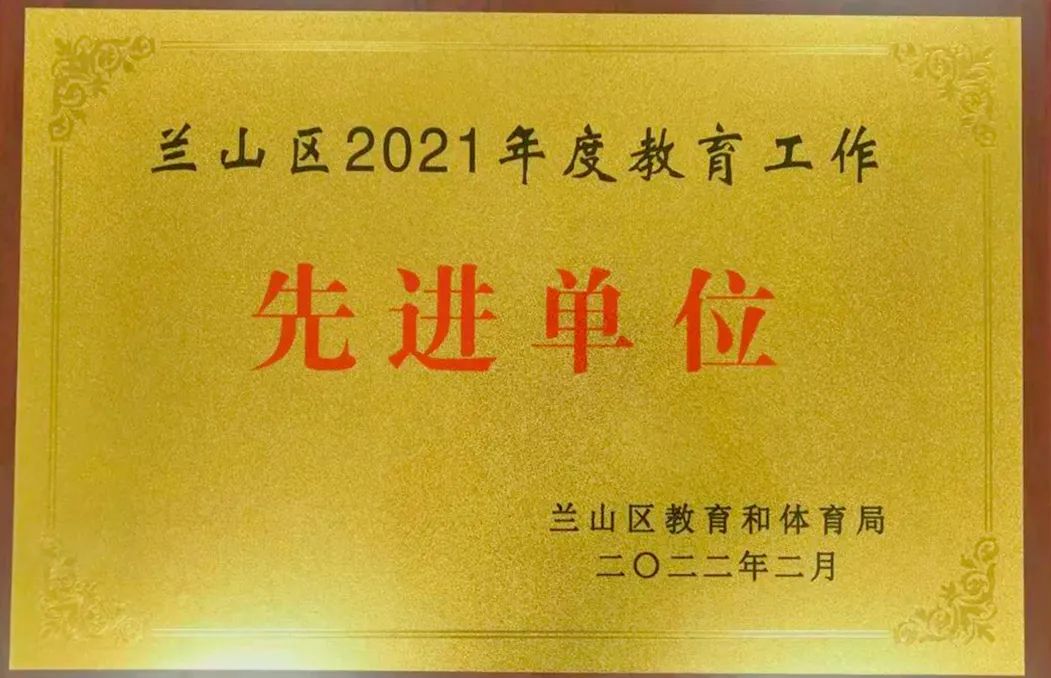 兰山区2021年度教育工作
先进单位
兰山区教育和体育局
二〇二二年二月